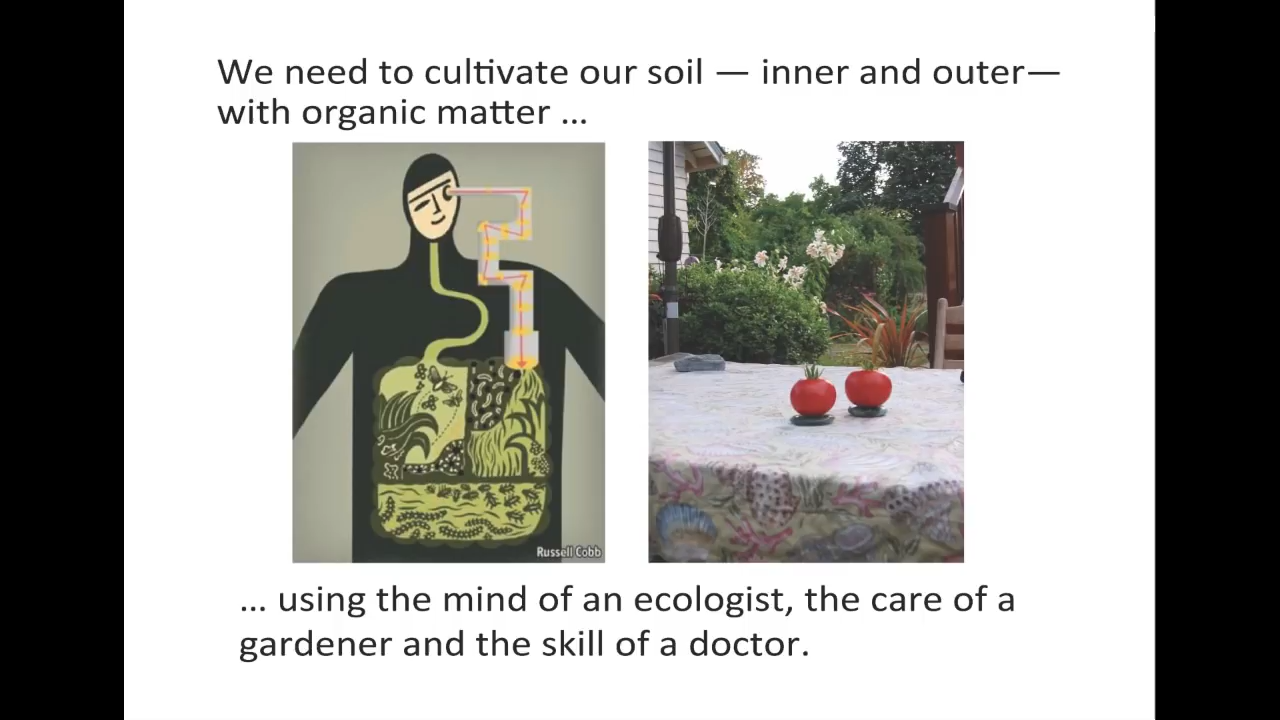 We need to cultivate our soil — inner and outer—
with organic matter ...
Russell Cobb
... using the mind of an ecologist, the care of a
gardener and the skill of a doctor.